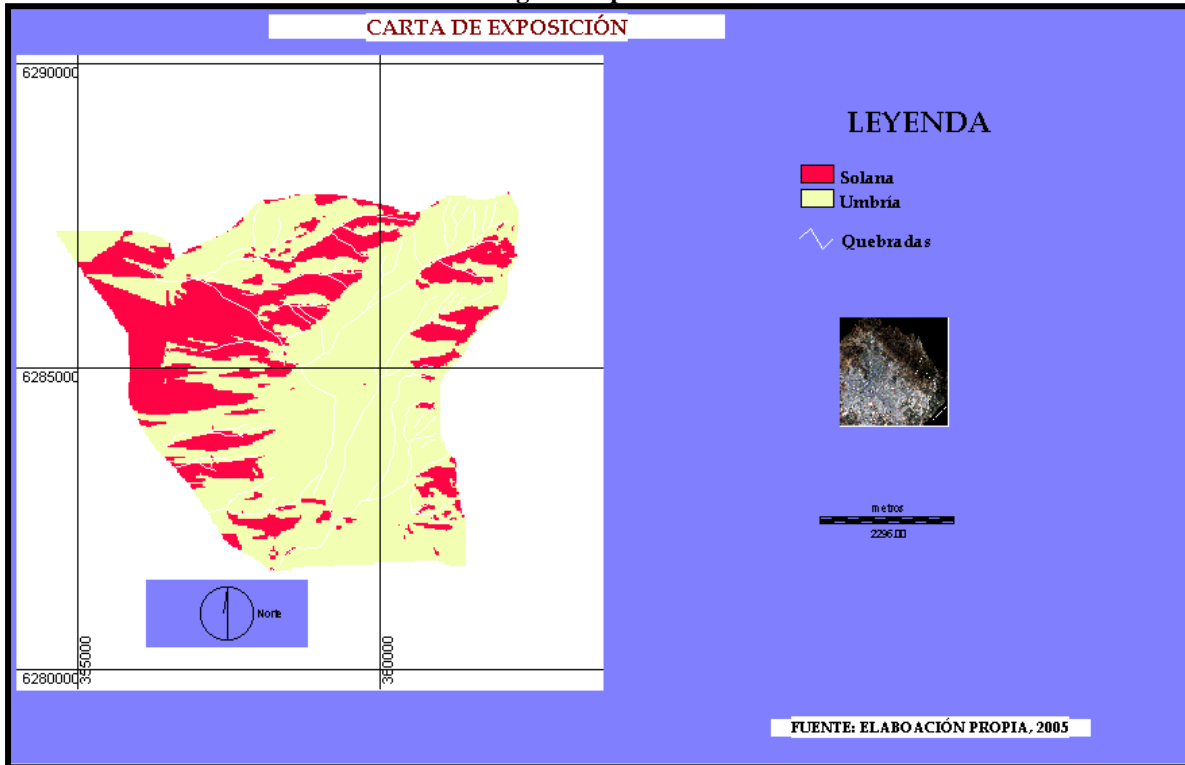 CARTA DE EXPOSICIÓN
6290000
6285000
6280000
355000
360000
Norte
LEYENDA
Solana
Umbría
Quebradas
metros
2296.00
FUENTE: ELABOACIÓN PROPIA, 2005